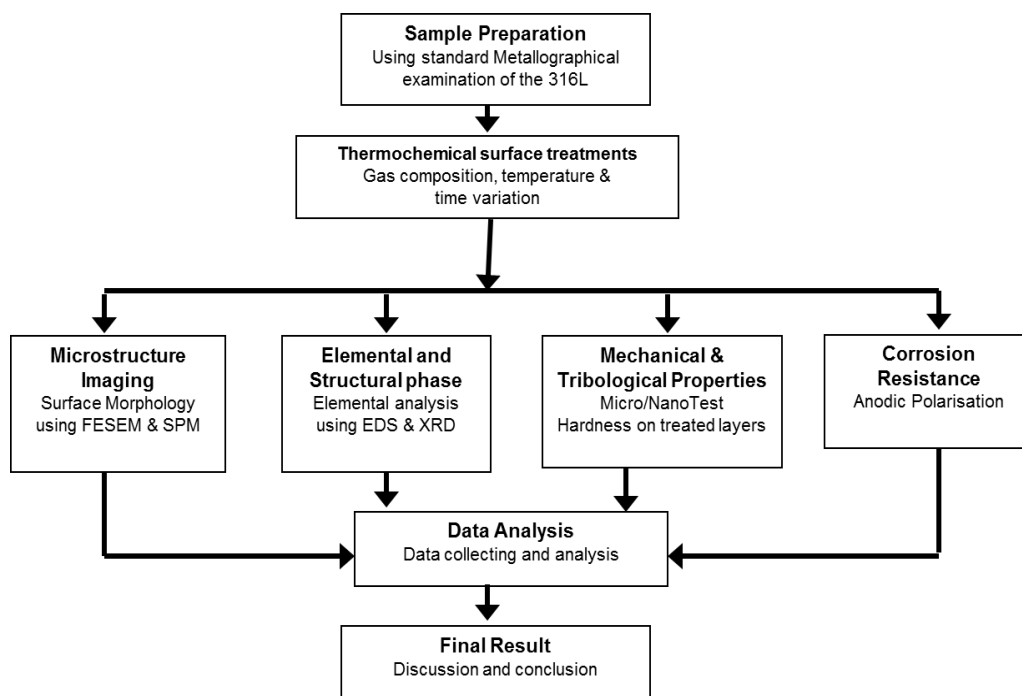 Sample Preparation
Using standard Metallographical
examination of the 316L
Thermochemical surface treatments
Gas composition, temperature &
time variation
Microstructure
Imaging
Surface Morphology
using FESEM & SPM
Elemental and
Structural phase
Elemental analysis
using EDS & XRD
Mechanical &
Tribological Properties
Micro/NanoTest
Hardness on treated layers
Corrosion
Resistance
Anodic Polarisation
Data Analysis
Data collecting and analysis
Final Result
Discussion and conclusion